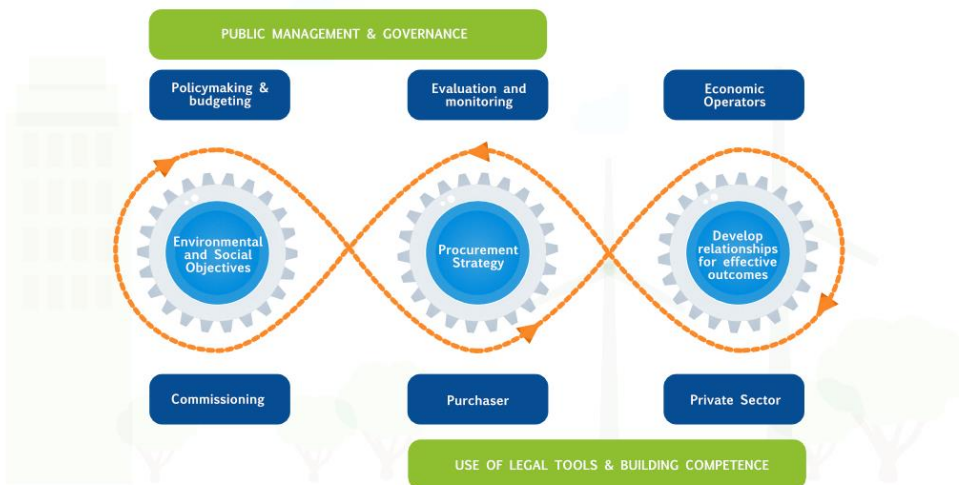 PUBLIC MANAGEMENT & GOVERNANCE
Policymaking &
budgeting
Evaluation and
monitoring
Economic
Operators
Environmental
and Social
Objectives
Procurement
Strategy
Develop
relationships
for effective
outcomes
Commissioning
Purchaser
Private Sector
USE OF LEGAL TOOLS & BUILDING COMPETENCE